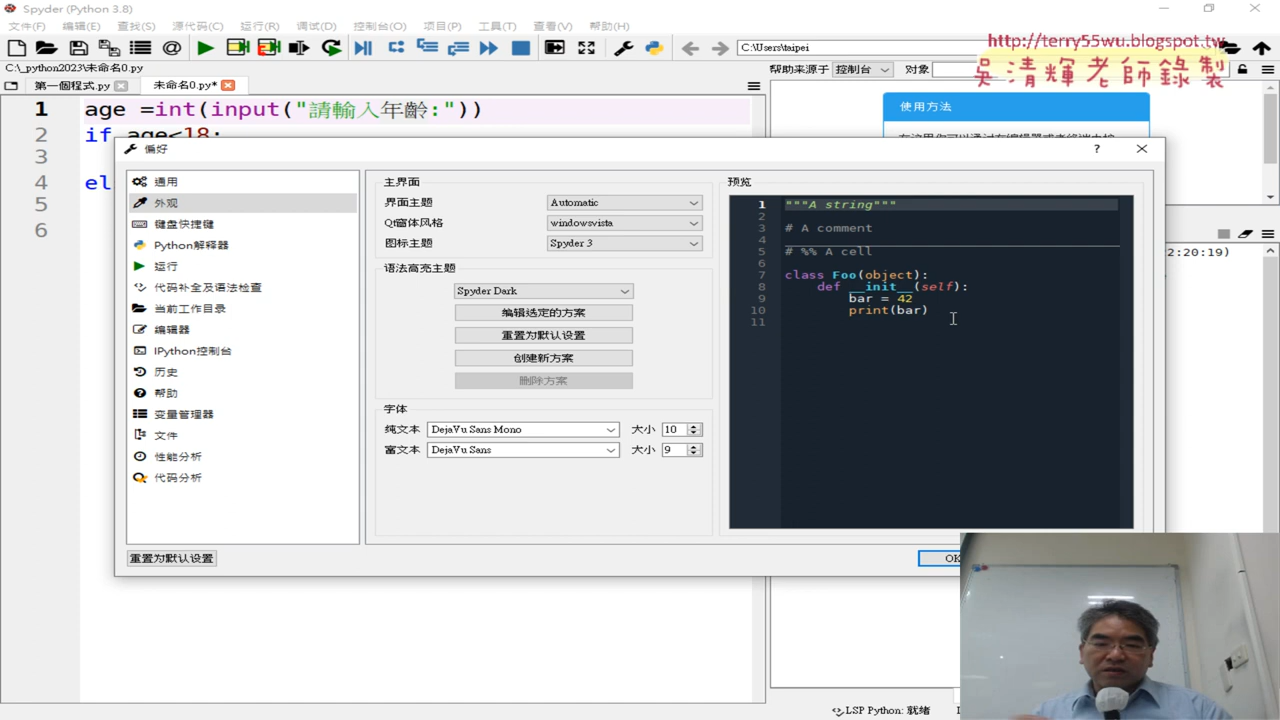 Spyder (Python 3.8)
文件(F) 编辑(E) 查找(S) 源代码(C) 运行(R) 调试(D) 控制台(O) 项目(P) 工具(T) 查看(V) 帮助(H)
C:\Users\taipei
http://terry55wu.blogspot.tw
吳清輝老師錄製
C:\_python2023\未命名0.py
第一個程式.py
未命名0.py*
帮助来源于 控制台 对象
使用方法
1 age =int(input("請輸入年齡:"))
2 if age<18:
3
4 el
5
6
偏好
?
通用
外观
键盘快捷键
Python解释器
运行
代码补全及语法检查
当前工作目录
编辑器
IPython控制台
历史
帮助
变量管理器
文件
性能分析
代码分析
重置为默认设置
主界面
界面主题 Automatic
Qt窗体风格 windowsvista
图标主题 Spyder 3
语法高亮主题
Spyder Dark
编辑选定的方案
重置为默认设置
创建新方案
删除方案
字体
纯文本 DejaVu Sans Mono 大小 10
富文本 DejaVu Sans 大小 9
预览
1 """A string"""
2
3 # A comment
4
5 # %% A cell
6
7 class Foo(object):
8 def __init__(self):
9 bar = 42
10 print(bar)
11
OK
2:20:19)
LSP Python: 就绪